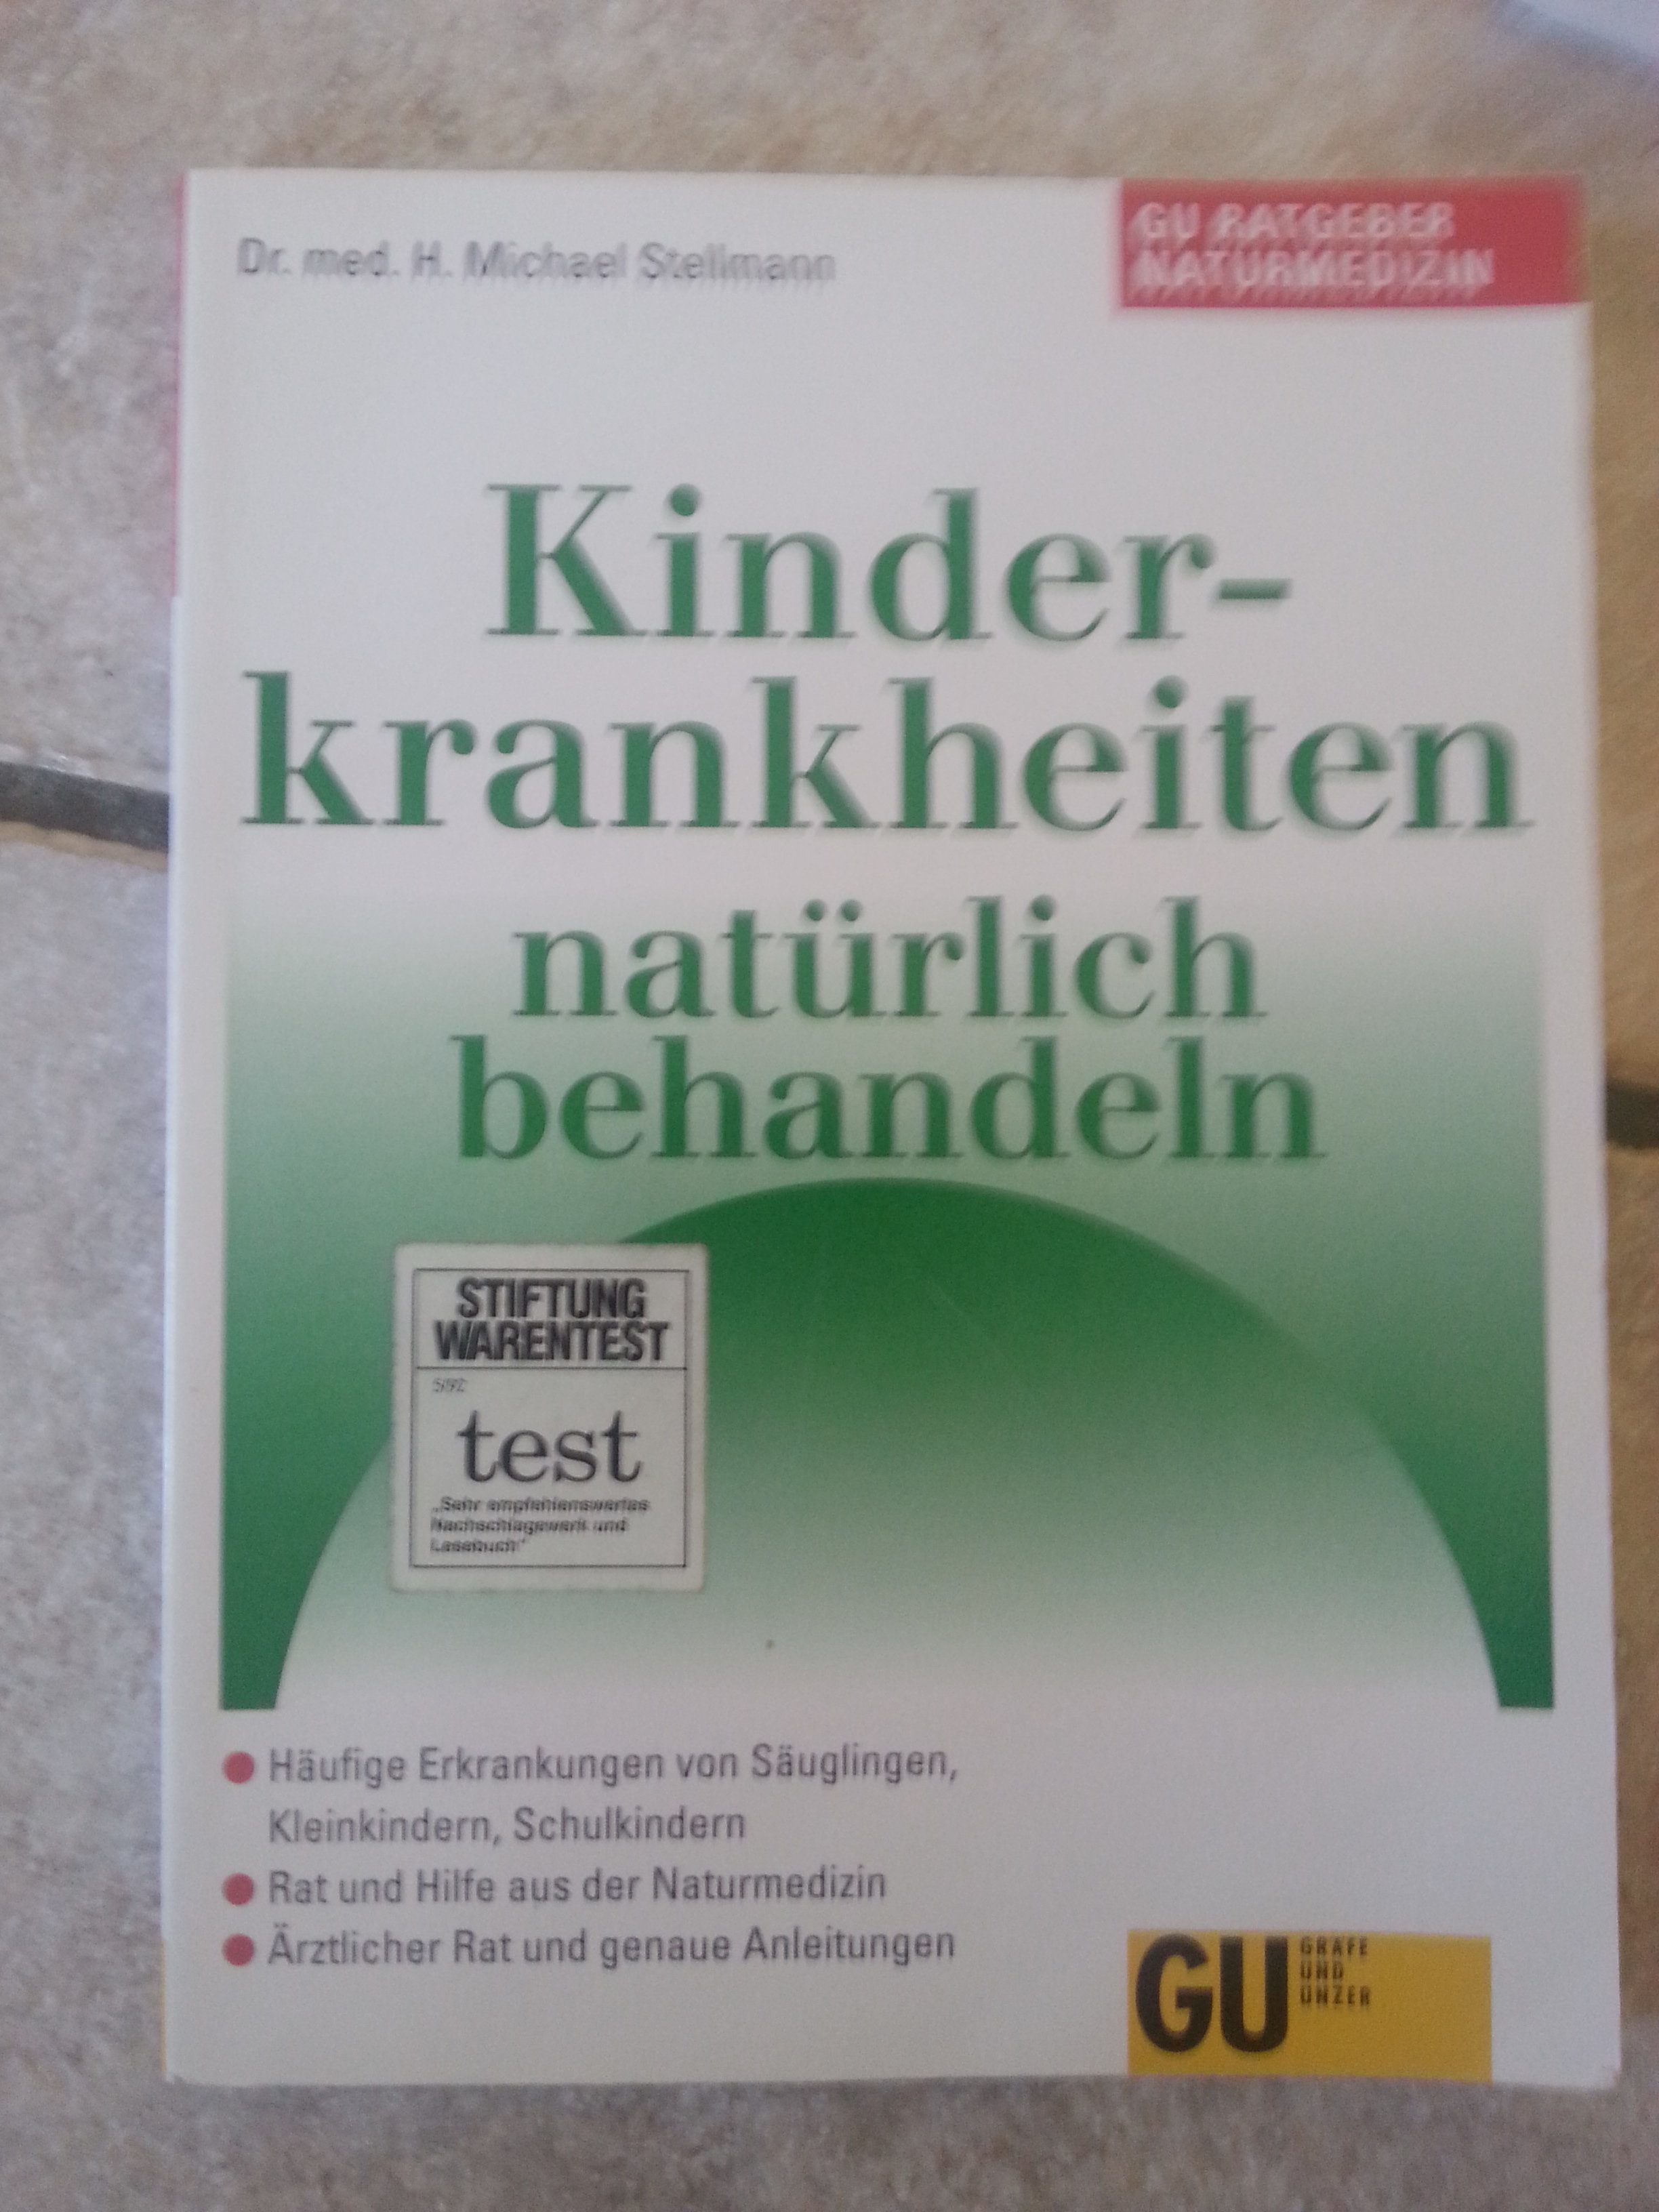 Dr. med. H. Michael Stellmann
GU RATGEBER
NATURMEDIZIN
Kinder-
krankheiten
natürlich
behandeln
STIFTUNG
WARENTEST
5/92
test
„Sehr empfehlenswertes
Nachschlagewerk und
Lesebuch“
● Häufige Erkrankungen von Säuglingen,
Kleinkindern, Schulkindern
● Rat und Hilfe aus der Naturmedizin
● Ärztlicher Rat und genaue Anleitungen
GU
GRÄFE
UND
UNZER